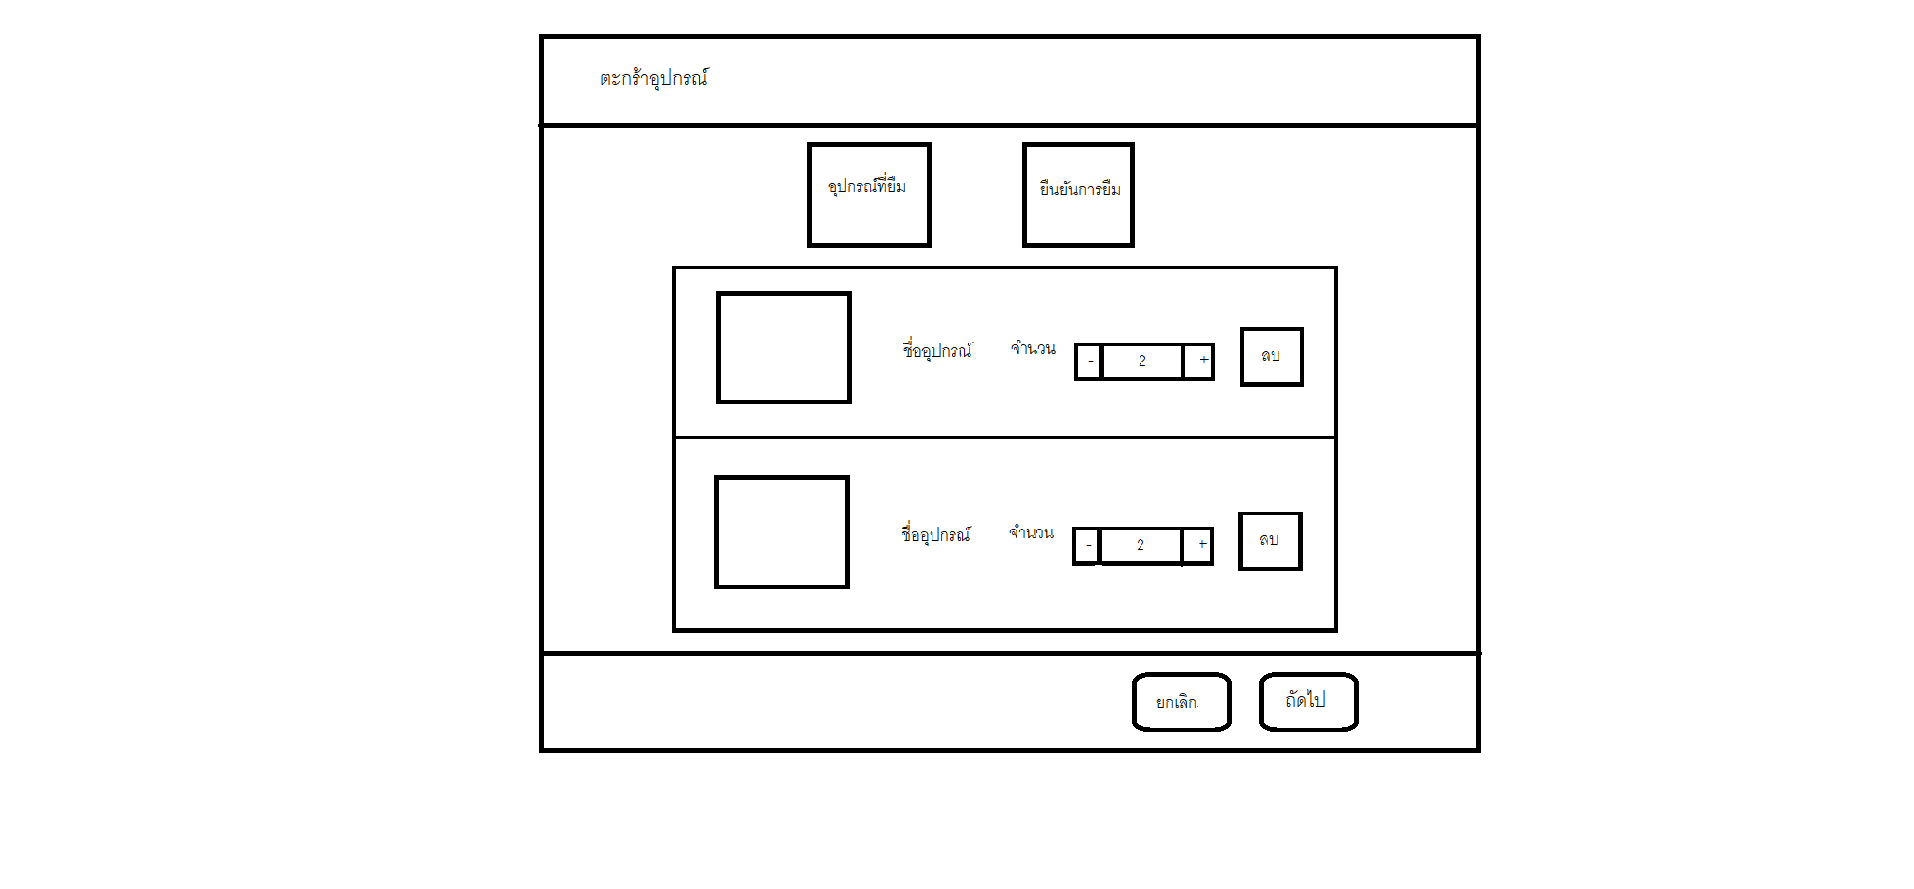 ตะกร้าอุปกรณ์
อุปกรณ์ที่ยืม ยืนยันการยืม
ชื่ออุปกรณ์ จำนวน - 2 + ลบ
ชื่ออุปกรณ์ จำนวน - 2 + ลบ
ยกเลิก ถัดไป